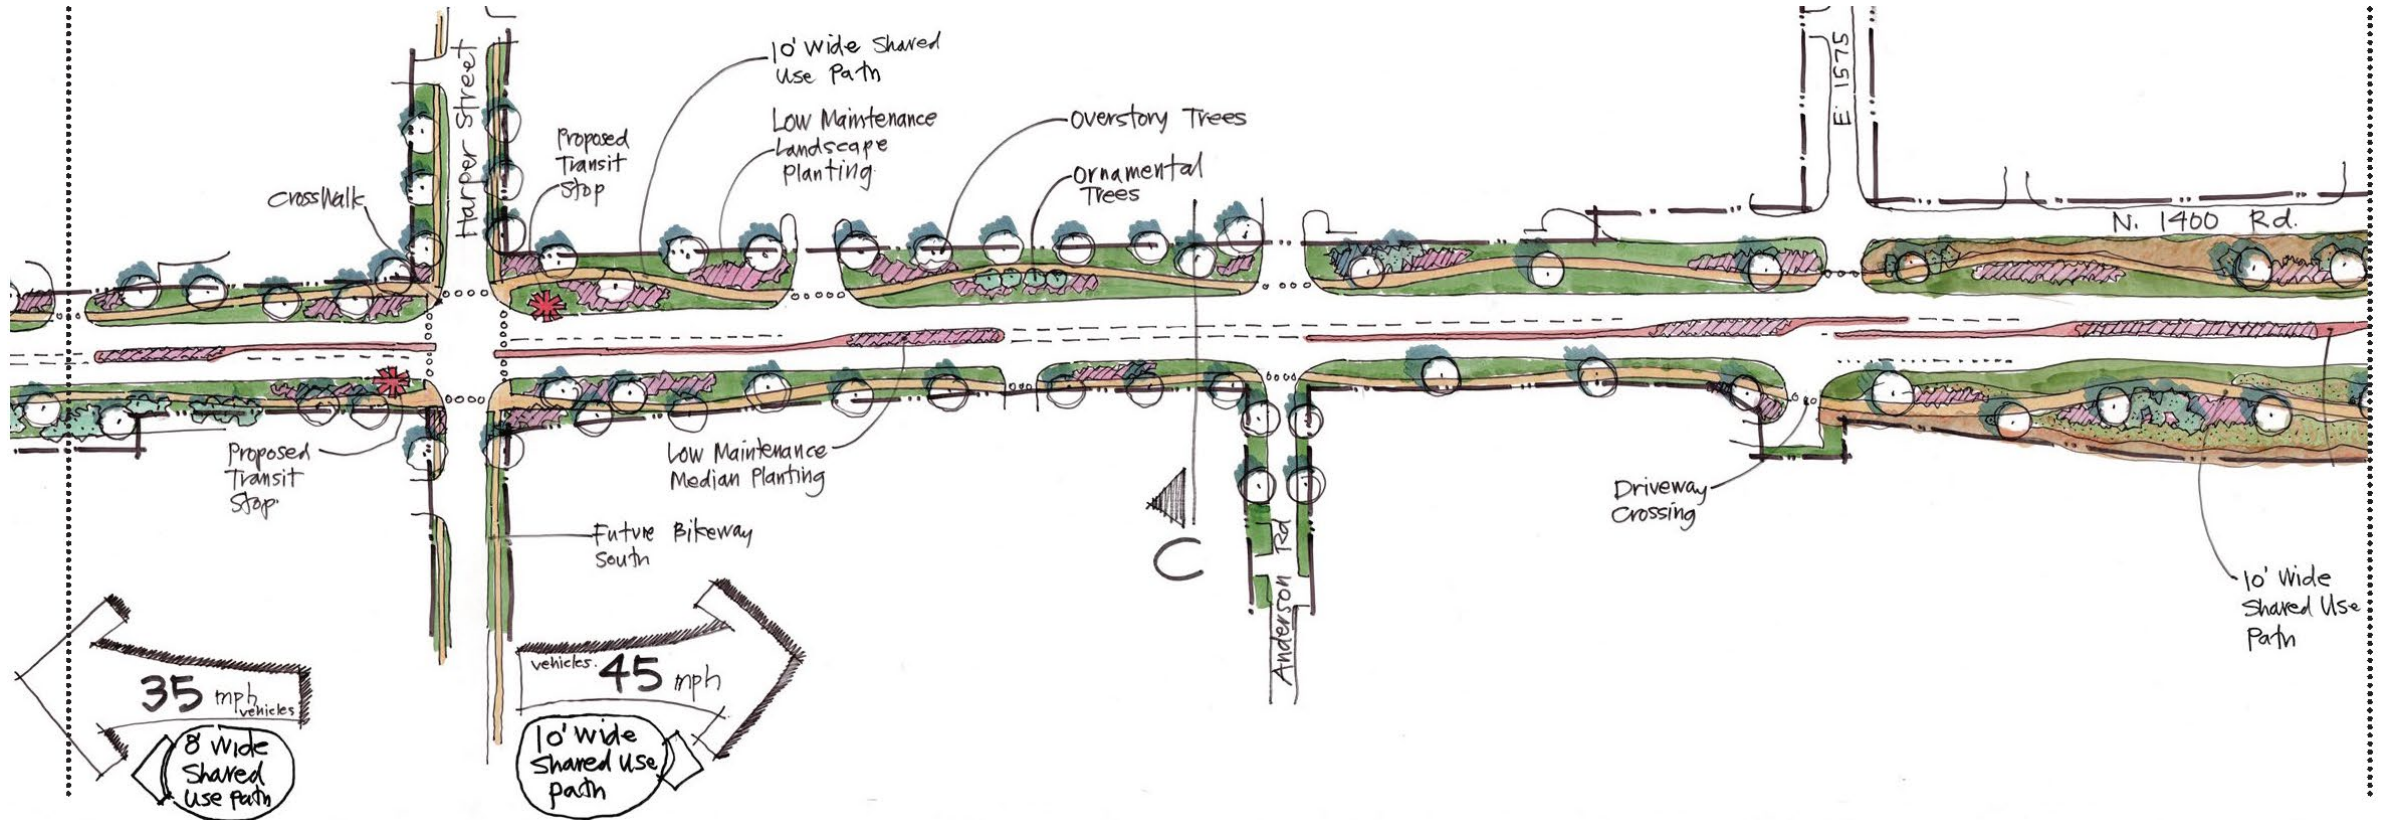 10' Wide Shared
Use Path
Low Maintenance
Landscape
Planting
Proposed
Transit
Stop
Overstory Trees
Ornamental
Trees
CrossWalk
Harper Street
E 1575
N. 1400 Rd.
Proposed
Transit
Stop
Low Maintenance
Median Planting
Future Bikeway
South
C
Anderson Rd
Driveway
Crossing
10' Wide
Shared Use
Path
35 mph
vehicles
8' Wide
Shared
Use Path
vehicles. 45 mph
10' Wide
Shared Use
path